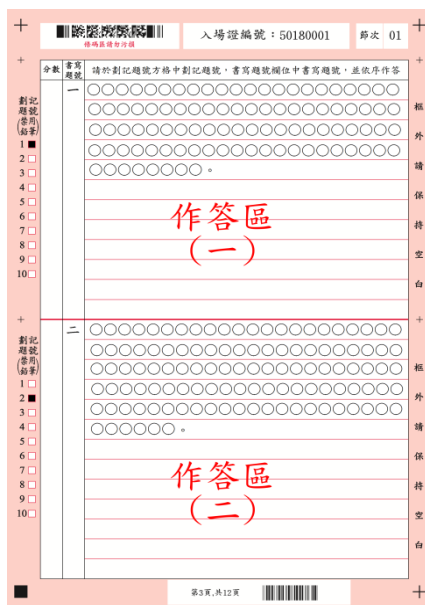 條碼區請勿污損
入場證編號：50180001
節次 01
分數
書寫題號
請於劃記題號方格中劃記題號，書寫題號欄位中書寫題號，並依序作答
劃記題號
(禁用鉛筆)
1
2
3
4
5
6
7
8
9
10
一
○○○○○○○○○○○○○○○○○○○○○○
○○○○○○○○○○○○○○○○○○○○○○
○○○○○○○○○○○○○○○○○○○○○○
○○○○○○○○○○○○○○○○○○○○○○
○○○○○○○○。
作答區
(一)
框外請保持空白
劃記題號
(禁用鉛筆)
1
2
3
4
5
6
7
8
9
10
二
○○○○○○○○○○○○○○○○○○○○○○
○○○○○○○○○○○○○○○○○○○○○○
○○○○○○○○○○○○○○○○○○○○○○
○○○○○○○○○○○○○○○○○○○○○○
○○○○○○○○○○○○○○○○○○○○○○
○○○○○○。
作答區
(二)
框外請保持空白
第3頁,共12頁